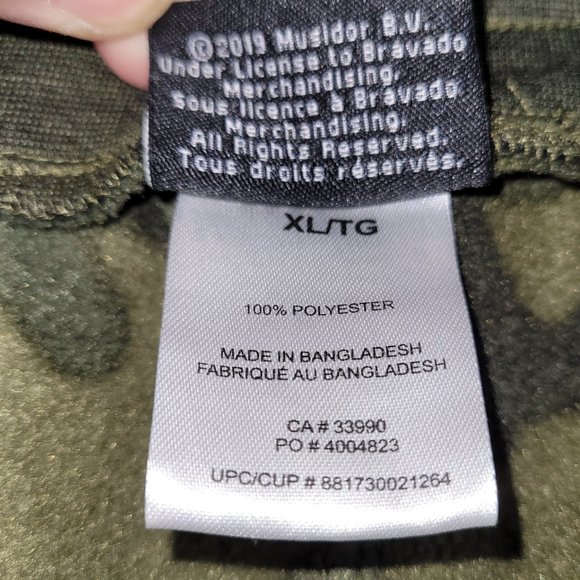 ©2019 Musidor B.V.
Under License to Bravado
Merchandising.
sous licence à Bravado
Merchandising.
All Rights Reserved.
Tous droits réservés.
XL/TG
100% POLYESTER
MADE IN BANGLADESH
FABRIQUÉ AU BANGLADESH
CA # 33990
PO # 4004823
UPC/CUP # 881730021264